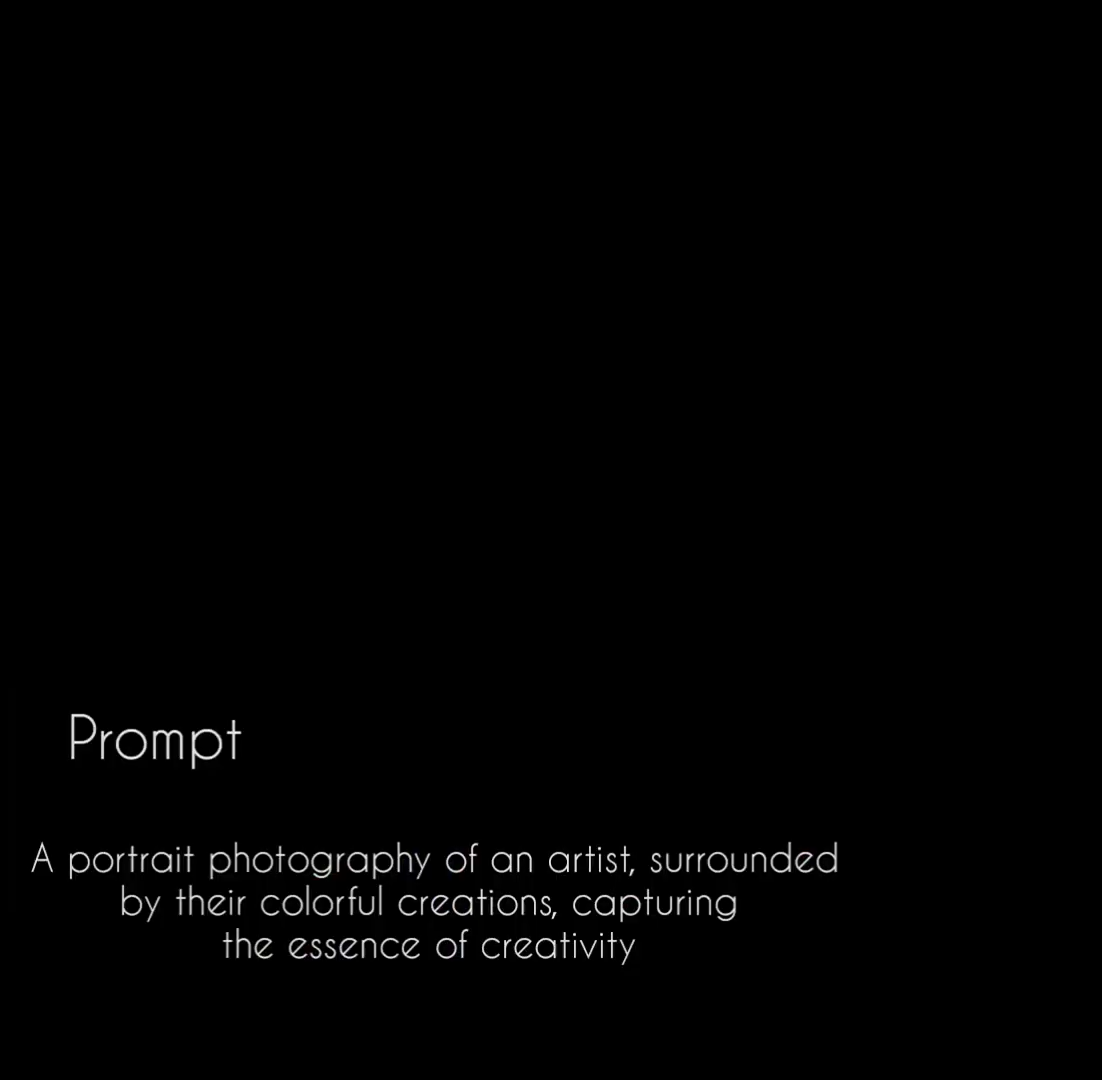 Prompt
A portrait photography of an artist, surrounded
by their colorful creations, capturing
the essence of creativity